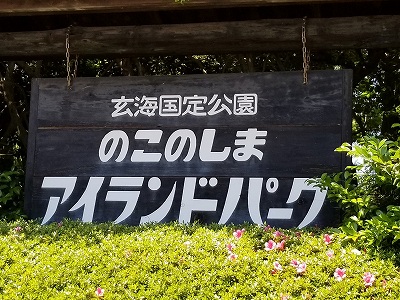 玄海国定公園
のこのしま
アイランドパーク